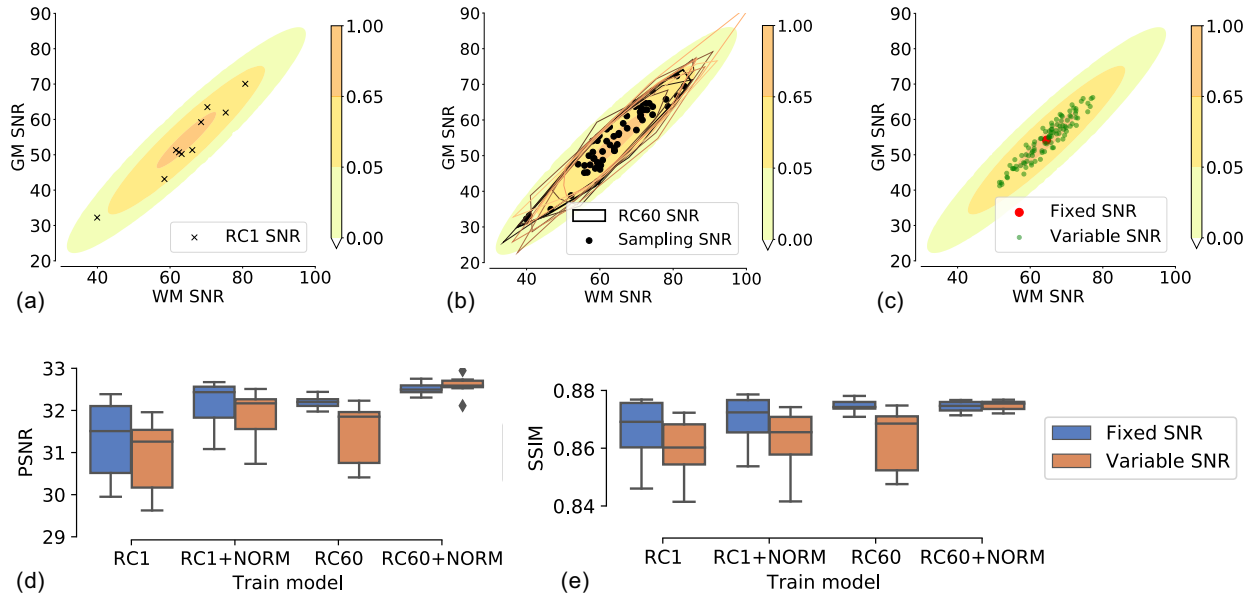 90
80
70
60
50
40
30
20
GM SNR
40
60
80
100
WM SNR
× RC1 SNR
1.00
0.65
0.05
0.00
(a)
90
80
70
60
50
40
30
20
GM SNR
40
60
80
100
WM SNR
RC60 SNR
Sampling SNR
1.00
0.65
0.05
0.00
(b)
90
80
70
60
50
40
30
20
GM SNR
40
60
80
100
WM SNR
Fixed SNR
Variable SNR
1.00
0.65
0.05
0.00
(c)
33
32
31
30
29
PSNR
RC1
RC1+NORM
RC60
RC60+NORM
Train model
(d)
0.88
0.86
0.84
SSIM
RC1
RC1+NORM
RC60
RC60+NORM
Train model
(e)
Fixed SNR
Variable SNR